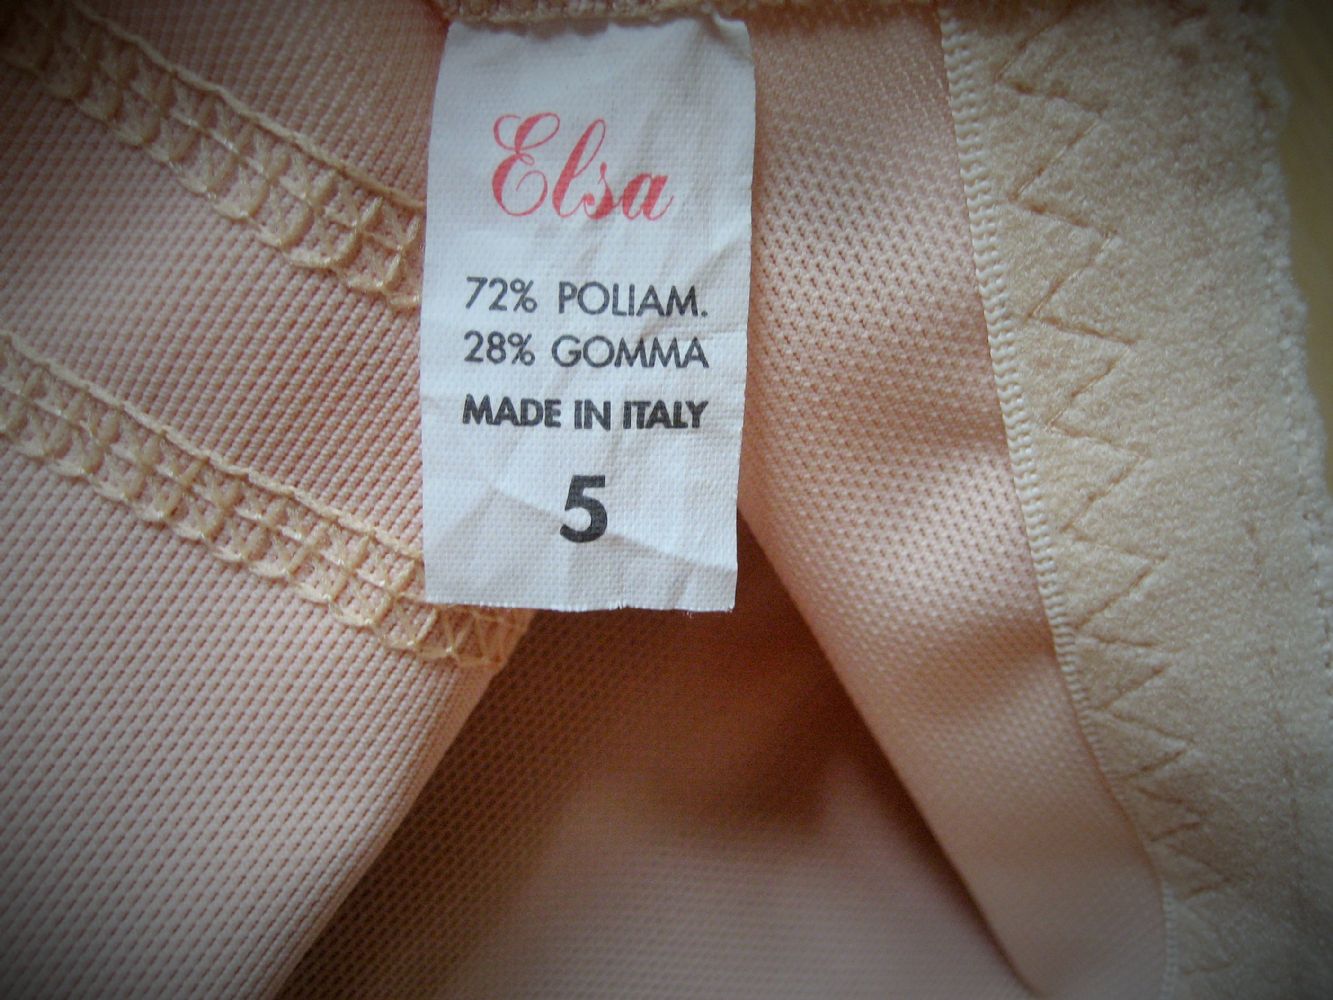 Elsa
72% POLIAM.
28% GOMMA
MADE IN ITALY
5